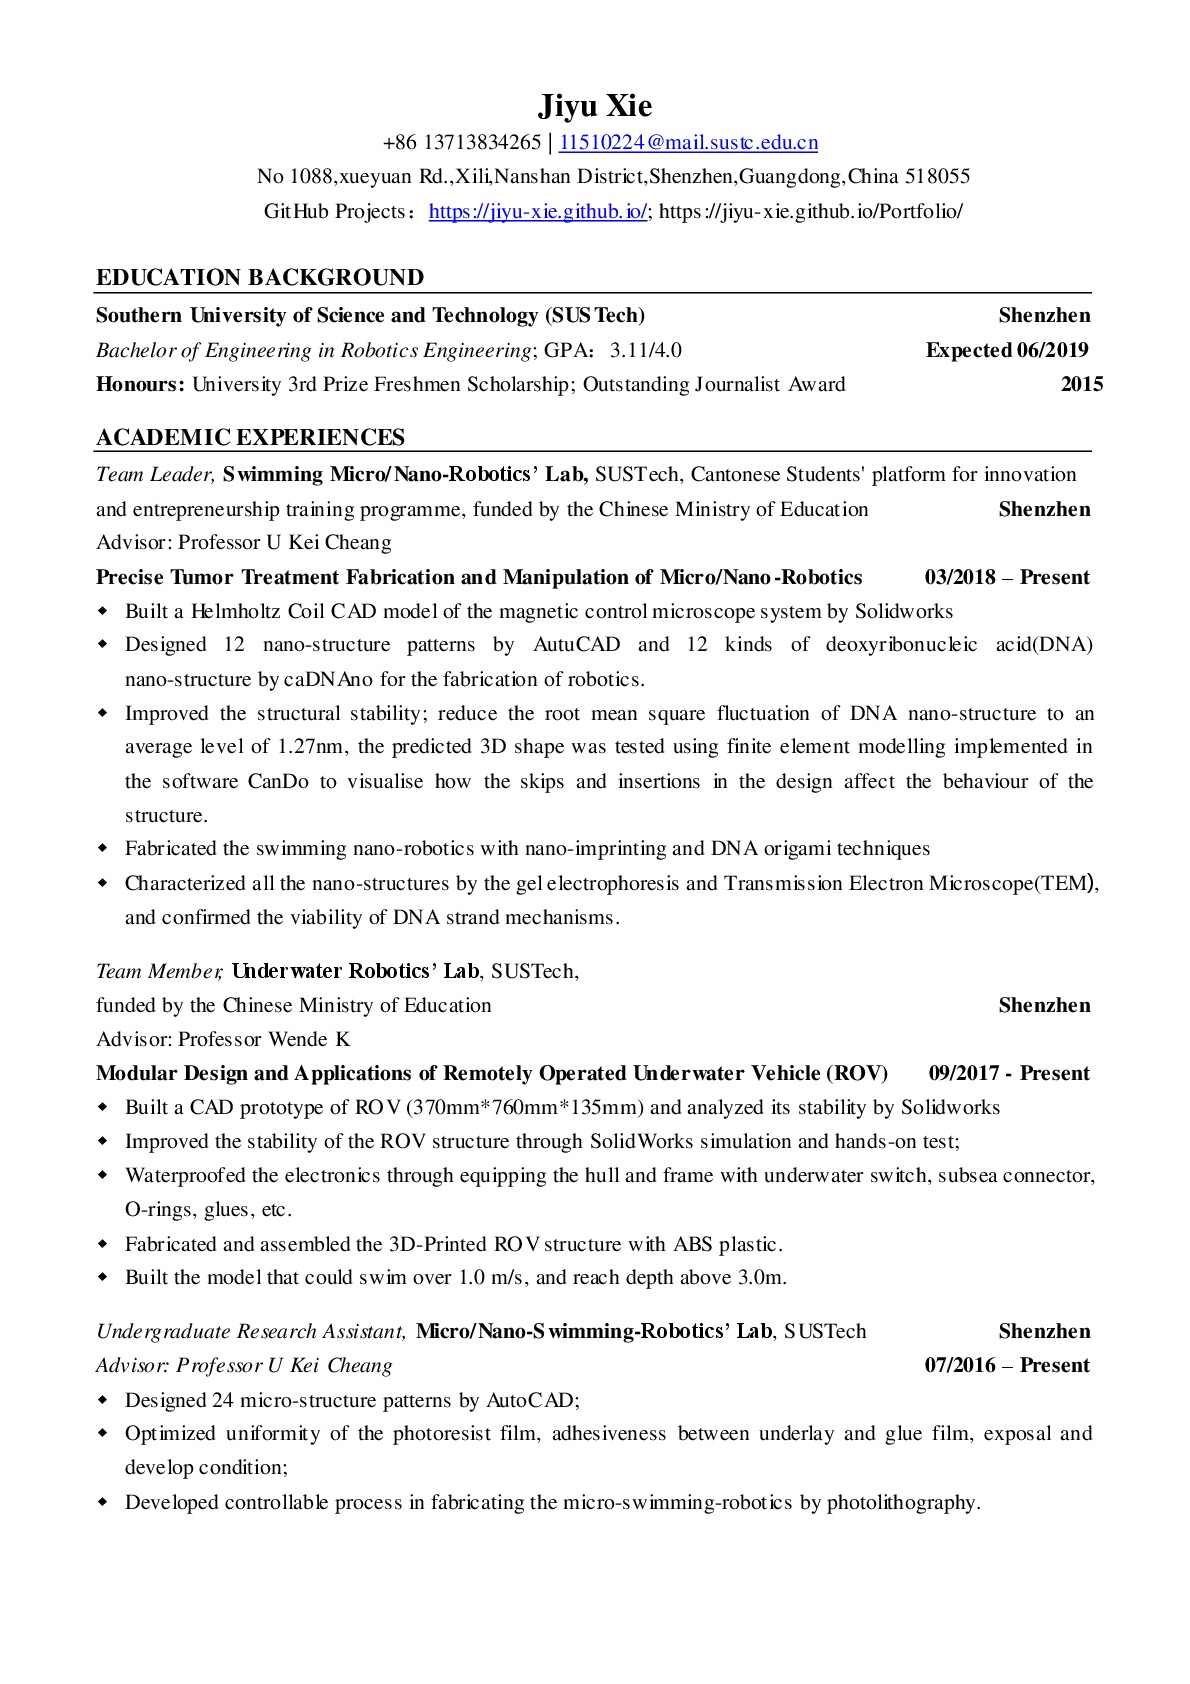 Jiyu Xie
+86 13713834265 | 11510224@mail.sustc.edu.cn
No 1088,xueyuan Rd.,Xili,Nanshan District,Shenzhen,Guangdong,China 518055
GitHub Projects：https://jiyu-xie.github.io/; https://jiyu-xie.github.io/Portfolio/
EDUCATION BACKGROUND
Southern University of Science and Technology (SUSTech) Shenzhen
Bachelor of Engineering in Robotics Engineering; GPA：3.11/4.0 Expected 06/2019
Honours: University 3rd Prize Freshmen Scholarship; Outstanding Journalist Award 2015
ACADEMIC EXPERIENCES
Team Leader, Swimming Micro/Nano-Robotics’ Lab, SUSTech, Cantonese Students' platform for innovation
and entrepreneurship training programme, funded by the Chinese Ministry of Education Shenzhen
Advisor: Professor U Kei Cheang
Precise Tumor Treatment Fabrication and Manipulation of Micro/Nano-Robotics 03/2018 – Present
◆ Built a Helmholtz Coil CAD model of the magnetic control microscope system by Solidworks
◆ Designed 12 nano-structure patterns by AutuCAD and 12 kinds of deoxyribonucleic acid(DNA)
nano-structure by caDNAno for the fabrication of robotics.
◆ Improved the structural stability; reduce the root mean square fluctuation of DNA nano-structure to an
average level of 1.27nm, the predicted 3D shape was tested using finite element modelling implemented in
the software CanDo to visualise how the skips and insertions in the design affect the behaviour of the
structure.
◆ Fabricated the swimming nano-robotics with nano-imprinting and DNA origami techniques
◆ Characterized all the nano-structures by the gel electrophoresis and Transmission Electron Microscope(TEM),
and confirmed the viability of DNA strand mechanisms.
Team Member, Underwater Robotics’ Lab, SUSTech,
funded by the Chinese Ministry of Education Shenzhen
Advisor: Professor Wende K
Modular Design and Applications of Remotely Operated Underwater Vehicle (ROV) 09/2017 - Present
◆ Built a CAD prototype of ROV (370mm*760mm*135mm) and analyzed its stability by Solidworks
◆ Improved the stability of the ROV structure through SolidWorks simulation and hands-on test;
◆ Waterproofed the electronics through equipping the hull and frame with underwater switch, subsea connector,
O-rings, glues, etc.
◆ Fabricated and assembled the 3D-Printed ROV structure with ABS plastic.
◆ Built the model that could swim over 1.0 m/s, and reach depth above 3.0m.
Undergraduate Research Assistant, Micro/Nano-Swimming-Robotics’ Lab, SUSTech Shenzhen
Advisor: Professor U Kei Cheang 07/2016 – Present
◆ Designed 24 micro-structure patterns by AutoCAD;
◆ Optimized uniformity of the photoresist film, adhesiveness between underlay and glue film, exposal and
develop condition;
◆ Developed controllable process in fabricating the micro-swimming-robotics by photolithography.